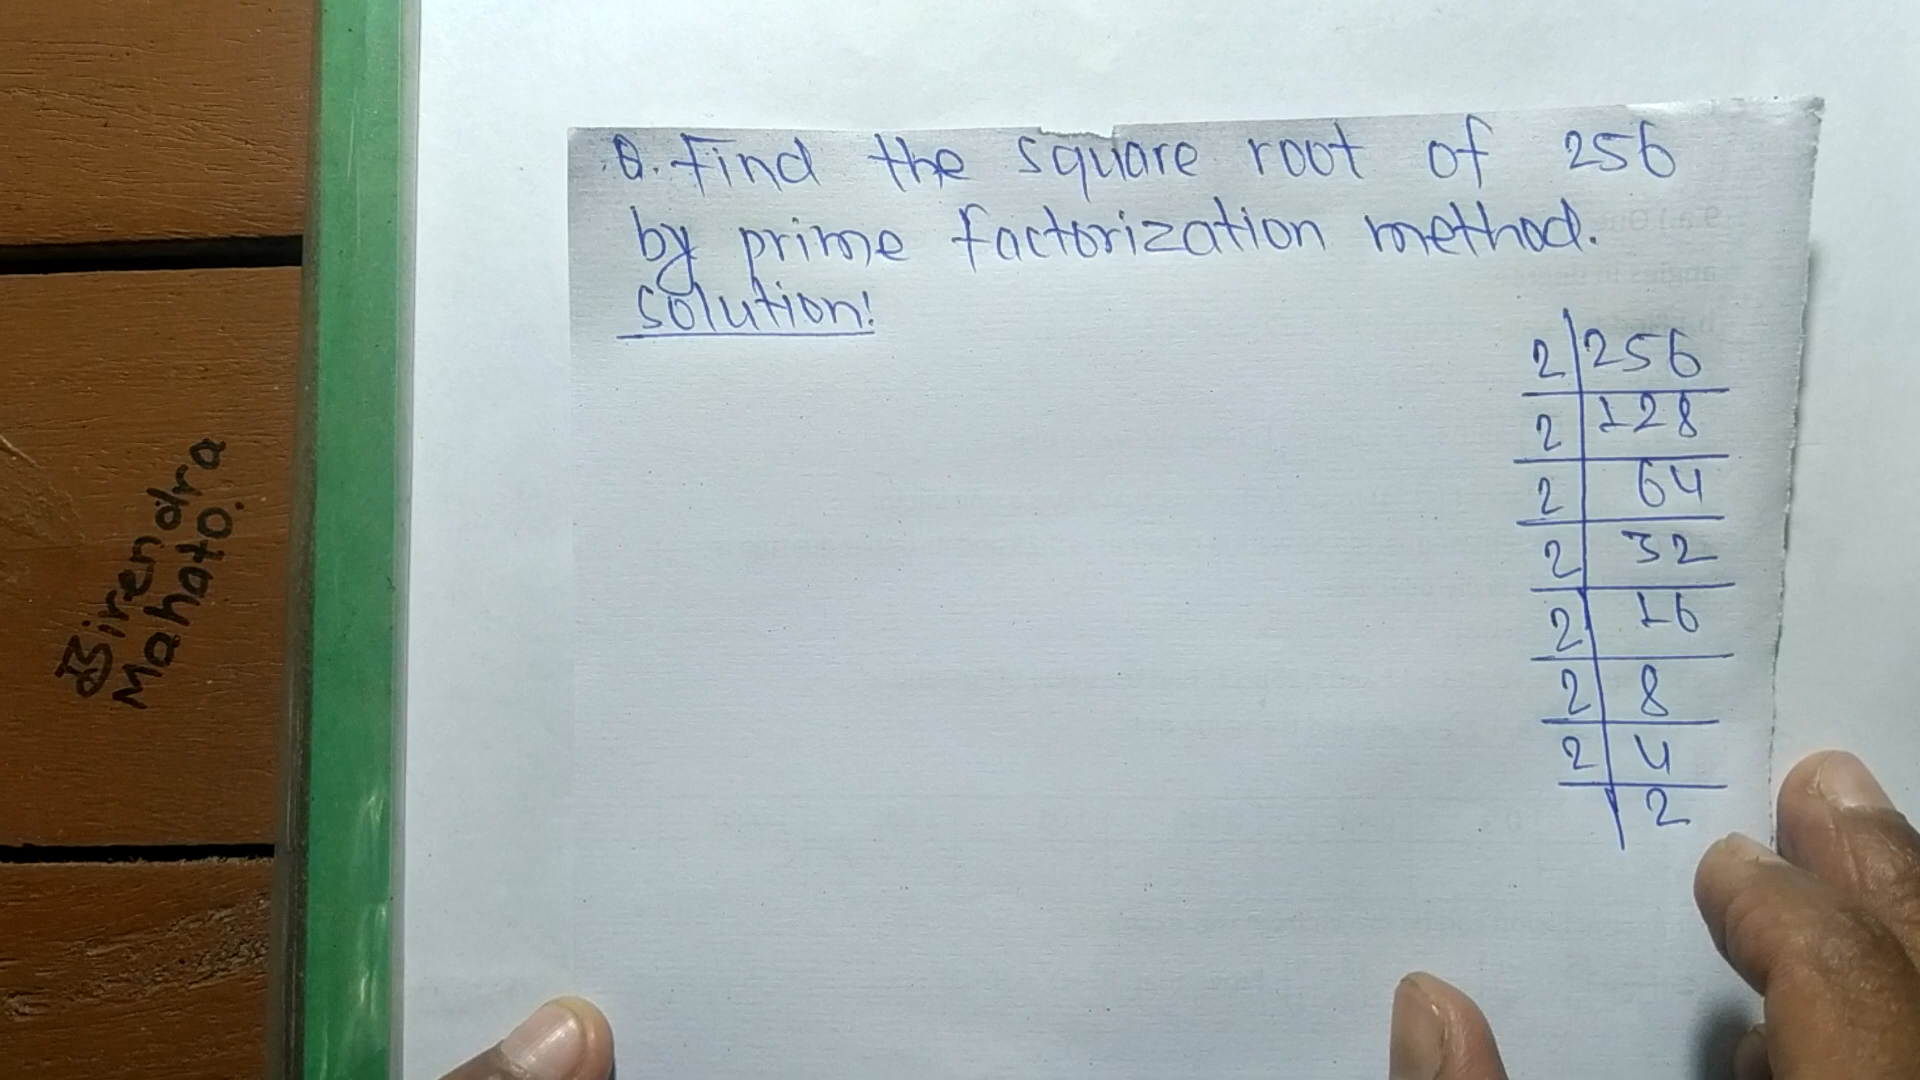 Q. Find the square root of 256
by prime factorization method.
solution!
2 256
2 128
2 64
2 32
2 16
2 8
2 4
2
Birendra
Mahato.